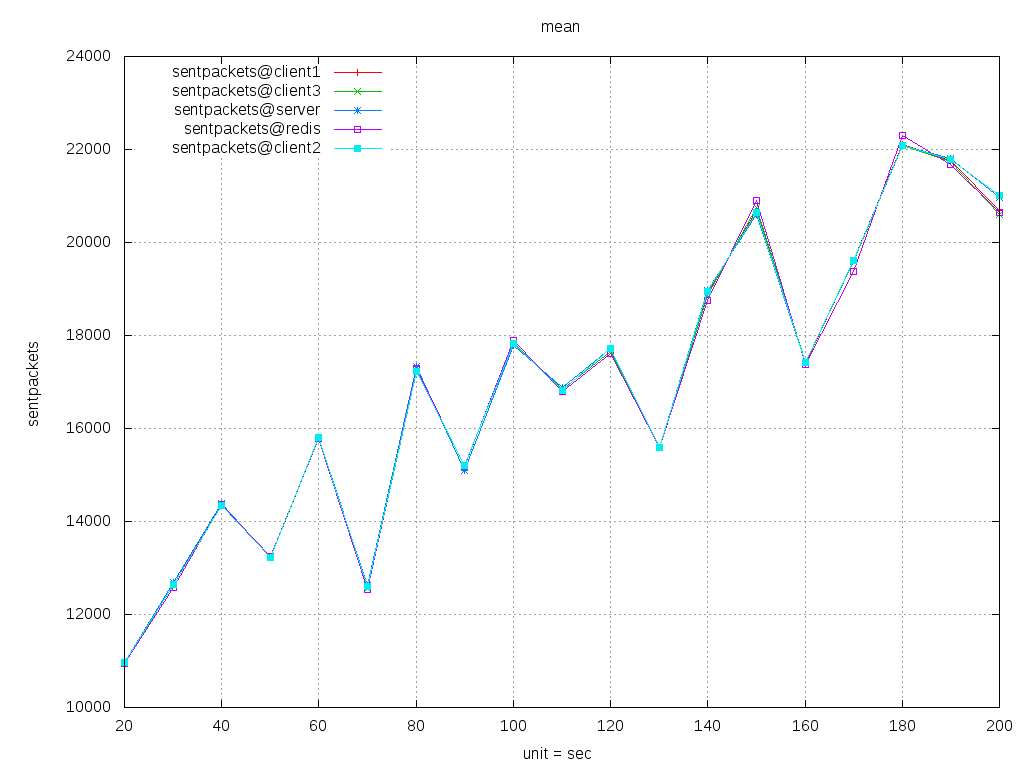 mean
24000
22000
20000
18000
16000
14000
12000
10000
sentpackets
sentpackets@client1
sentpackets@client3
sentpackets@server
sentpackets@redis
sentpackets@client2
20 40 60 80 100 120 140 160 180 200
unit = sec